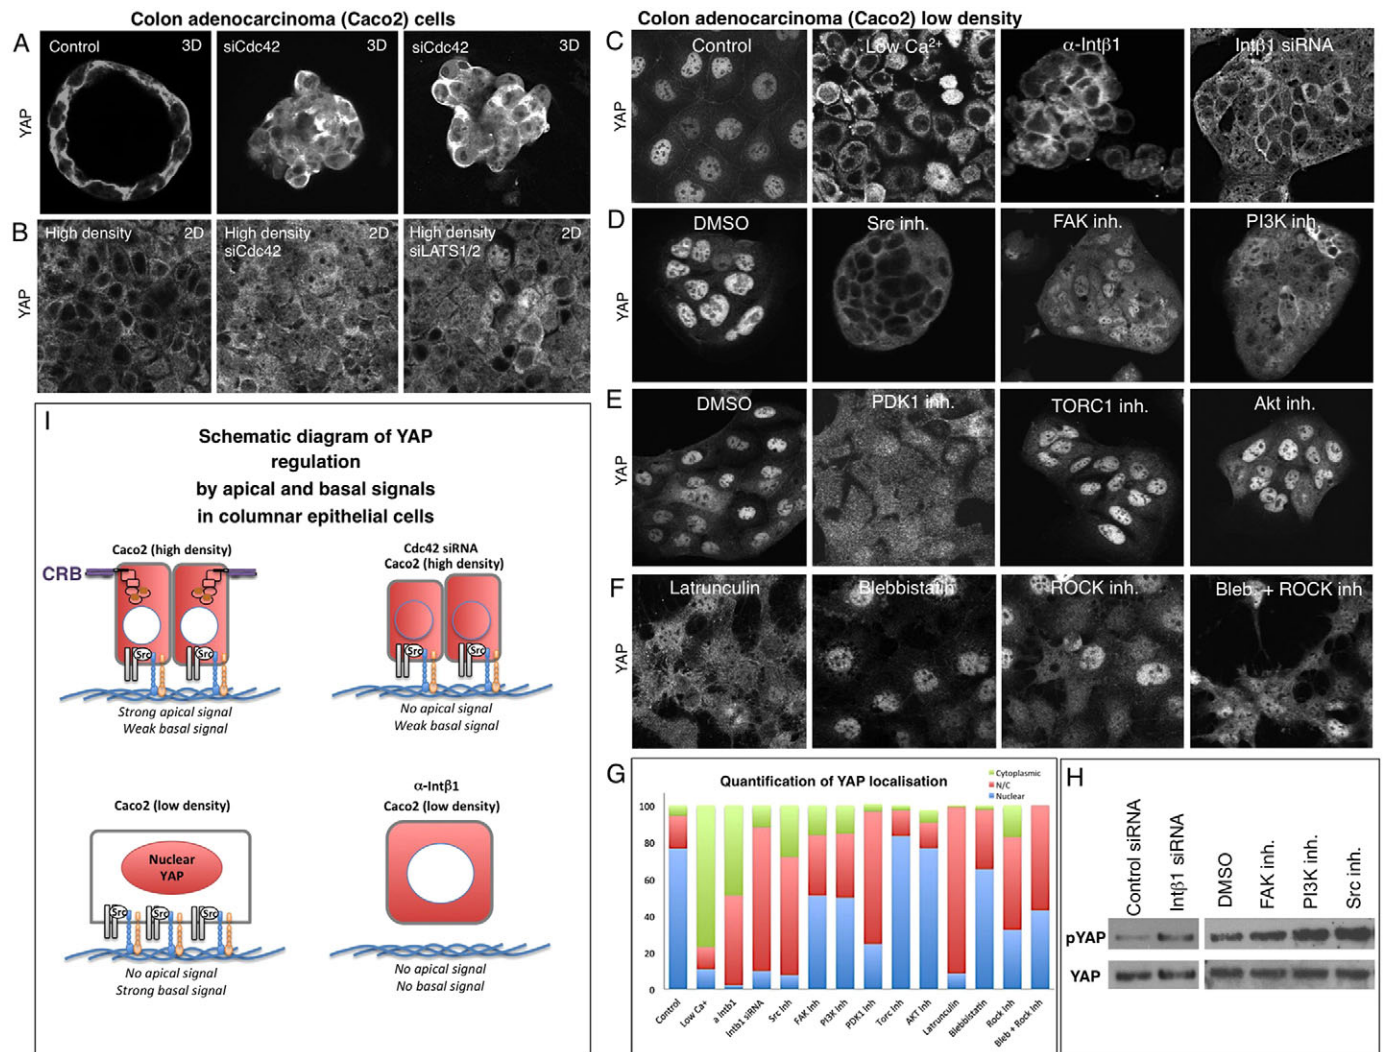 Colon adenocarcinoma (Caco2) cells
A
YAP
Control 3D
siCdc42 3D
siCdc42 3D
B
YAP
High density 2D
High density 2D
siCdc42
High density 2D
siLATS1/2
Colon adenocarcinoma (Caco2) low density
C
YAP
Control
Low Ca²⁺
α-Intβ1
Intβ1 siRNA
D
YAP
DMSO
Src inh.
FAK inh.
PI3K inh.
E
YAP
DMSO
PDK1 inh.
TORC1 inh.
Akt inh.
F
YAP
Latrunculin
Blebbistatin
ROCK inh.
Bleb. + ROCK inh
G
Quantification of YAP localisation
Cytoplasmic
N/C
Nuclear
100
80
60
40
20
0
Control
Low Ca+
a Intb1
Intb1 siRNA
Src Inh
FAK Inh
PI3K Inh
PDK1 Inh
Torc Inh
AKT Inh
Latrunculin
Blebbistatin
Rock Inh
Bleb + Rock Inh
H
Control siRNA
Intβ1 siRNA
DMSO
FAK inh.
PI3K inh.
Src inh.
pYAP
YAP
I
Schematic diagram of YAP
regulation
by apical and basal signals
in columnar epithelial cells
Caco2 (high density)
CRB
Src
Src
Strong apical signal
Weak basal signal
Cdc42 siRNA
Caco2 (high density)
Src
Src
No apical signal
Weak basal signal
Caco2 (low density)
Nuclear
YAP
Src
Src
Src
No apical signal
Strong basal signal
α-Intβ1
Caco2 (low density)
No apical signal
No basal signal